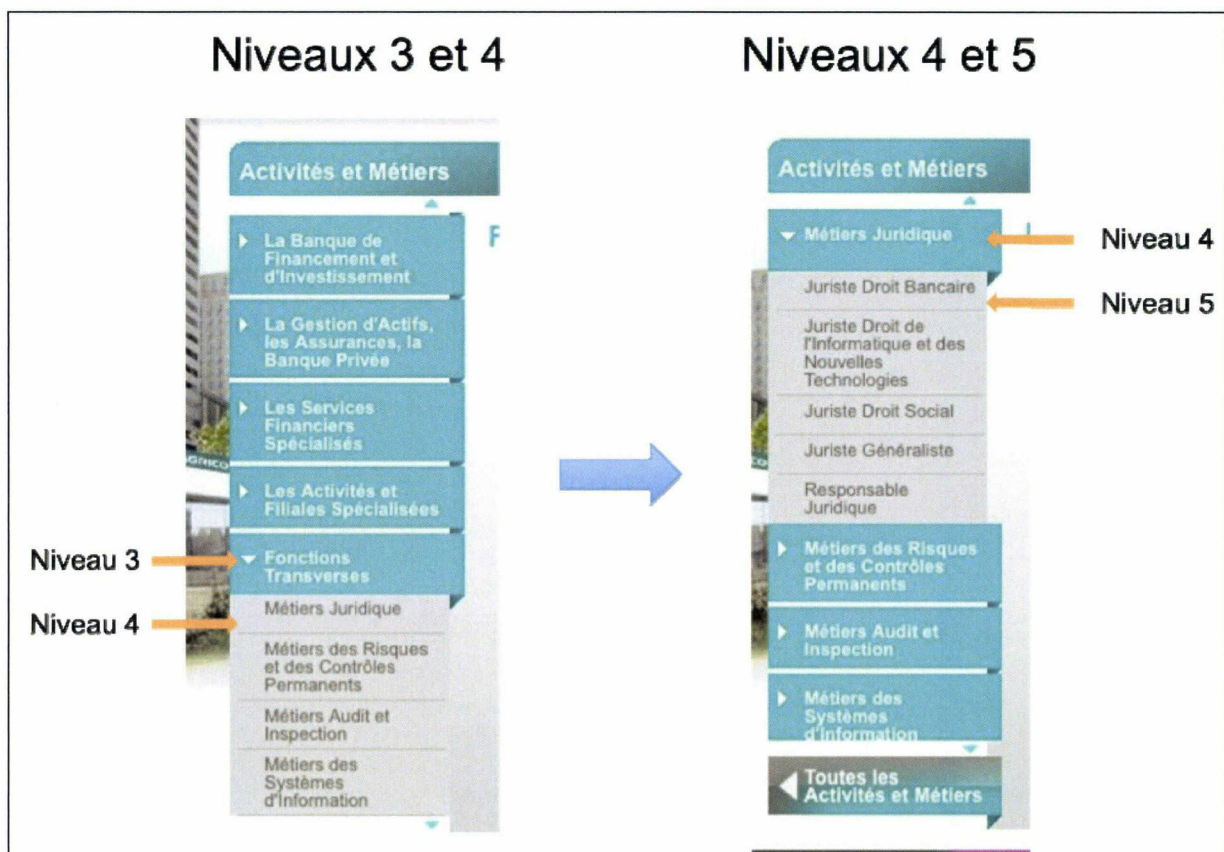 Niveaux 3 et 4
Activités et Métiers
La Banque de
Financement et
d'Investissement
La Gestion d'Actifs,
les Assurances, la
Banque Privée
Les Services
Financiers
Spécialisés
Les Activités et
Filiales Spécialisées
Niveau 3
Fonctions
Transverses
Niveau 4
Métiers Juridique
Métiers des Risques
et des Contrôles
Permanents
Métiers Audit et
Inspection
Métiers des
Systèmes
d'Information
Niveaux 4 et 5
Activités et Métiers
Métiers Juridique
Niveau 4
Juriste Droit Bancaire
Niveau 5
Juriste Droit de
l'Informatique et des
Nouvelles
Technologies
Juriste Droit Social
Juriste Généraliste
Responsable
Juridique
Métiers des Risques
et des Contrôles
Permanents
Métiers Audit et
Inspection
Métiers des
Systèmes
d'Information
Toutes les
Activités et Métiers